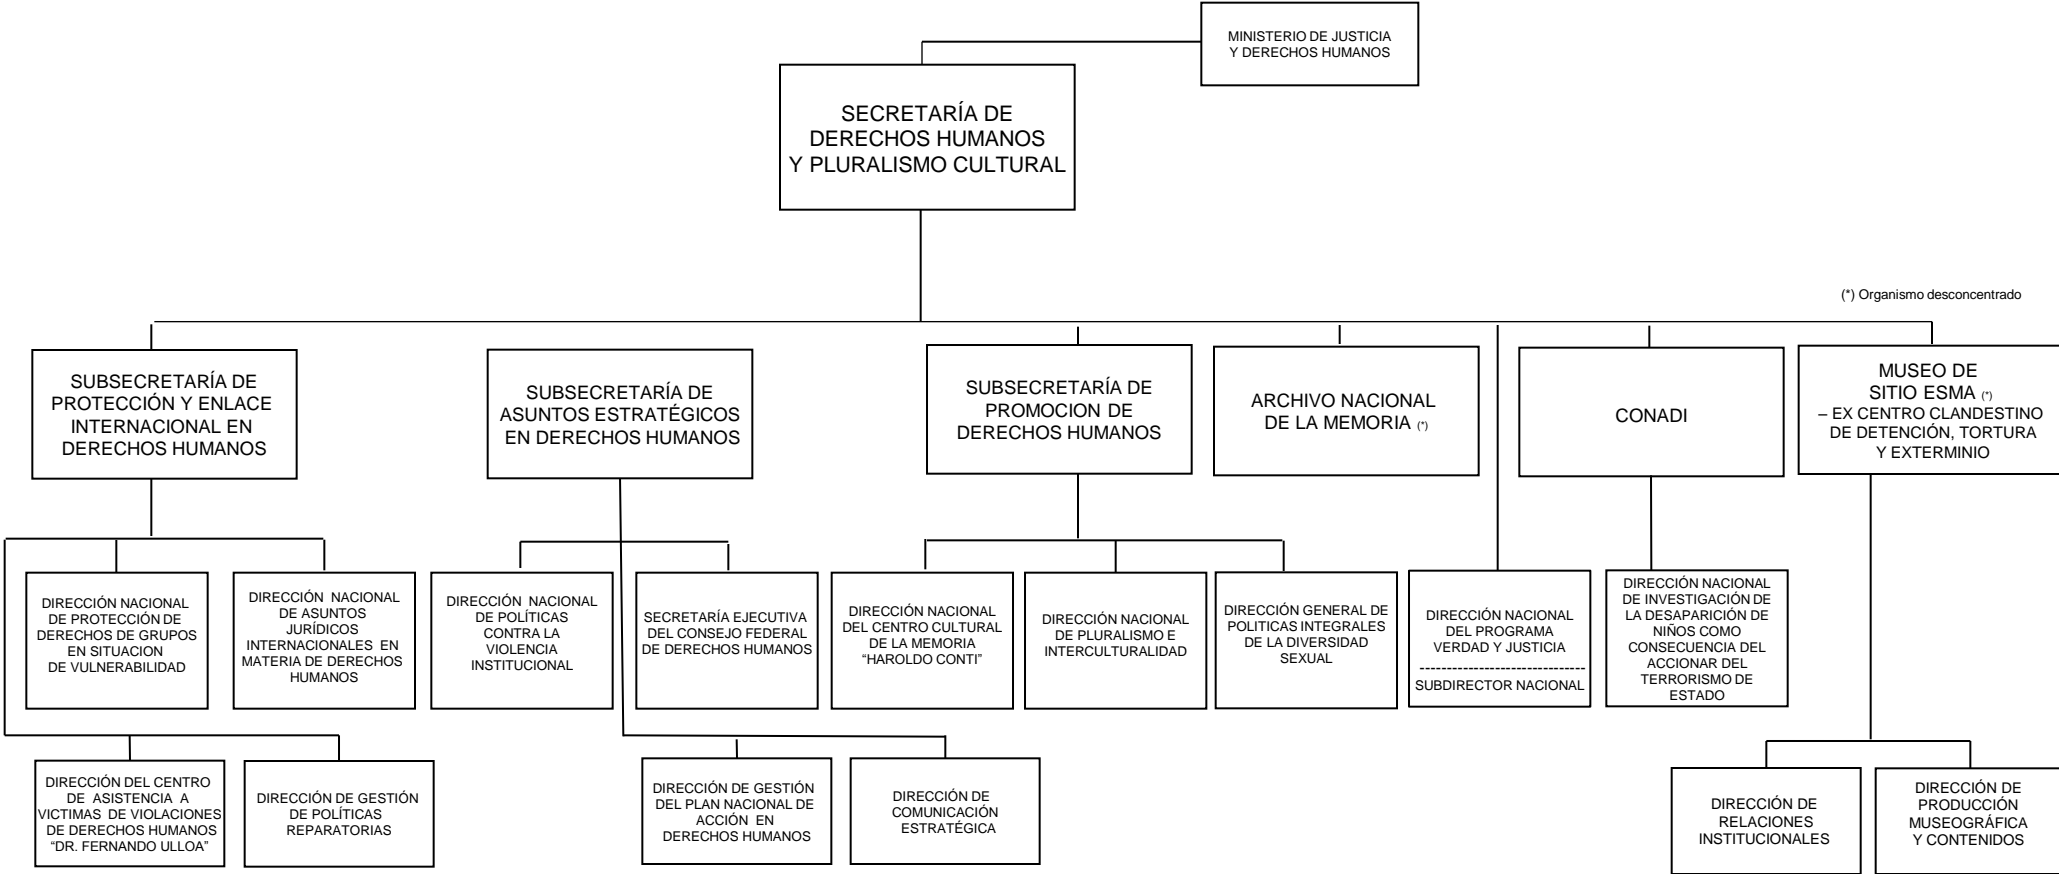 MINISTERIO DE JUSTICIA
Y DERECHOS HUMANOS
SECRETARÍA DE
DERECHOS HUMANOS
Y PLURALISMO CULTURAL
(*) Organismo desconcentrado
SUBSECRETARÍA DE
PROTECCIÓN Y ENLACE
INTERNACIONAL EN
DERECHOS HUMANOS
SUBSECRETARÍA DE
ASUNTOS ESTRATÉGICOS
EN DERECHOS HUMANOS
SUBSECRETARÍA DE
PROMOCION DE
DERECHOS HUMANOS
ARCHIVO NACIONAL
DE LA MEMORIA (*)
CONADI
MUSEO DE
SITIO ESMA (*)
– EX CENTRO CLANDESTINO
DE DETENCIÓN, TORTURA
Y EXTERMINIO
DIRECCIÓN NACIONAL
DE PROTECCIÓN DE
DERECHOS DE GRUPOS
EN SITUACION
DE VULNERABILIDAD
DIRECCIÓN NACIONAL
DE ASUNTOS
JURÍDICOS
INTERNACIONALES EN
MATERIA DE DERECHOS
HUMANOS
DIRECCIÓN NACIONAL
DE POLÍTICAS
CONTRA LA
VIOLENCIA
INSTITUCIONAL
SECRETARÍA EJECUTIVA
DEL CONSEJO FEDERAL
DE DERECHOS HUMANOS
DIRECCIÓN NACIONAL
DEL CENTRO CULTURAL
DE LA MEMORIA
“HAROLDO CONTI”
DIRECCIÓN NACIONAL
DE PLURALISMO E
INTERCULTURALIDAD
DIRECCIÓN GENERAL DE
POLITICAS INTEGRALES
DE LA DIVERSIDAD
SEXUAL
DIRECCIÓN NACIONAL
DEL PROGRAMA
VERDAD Y JUSTICIA
-------------------------------
SUBDIRECTOR NACIONAL
DIRECCIÓN NACIONAL
DE INVESTIGACIÓN DE
LA DESAPARICIÓN DE
NIÑOS COMO
CONSECUENCIA DEL
ACCIONAR DEL
TERRORISMO DE
ESTADO
DIRECCIÓN DEL CENTRO
DE ASISTENCIA A
VICTIMAS DE VIOLACIONES
DE DERECHOS HUMANOS
“DR. FERNANDO ULLOA”
DIRECCIÓN DE GESTIÓN
DE POLÍTICAS
REPARATORIAS
DIRECCIÓN DE GESTIÓN
DEL PLAN NACIONAL DE
ACCIÓN EN
DERECHOS HUMANOS
DIRECCIÓN DE
COMUNICACIÓN
ESTRATÉGICA
DIRECCIÓN DE
RELACIONES
INSTITUCIONALES
DIRECCIÓN DE
PRODUCCIÓN
MUSEOGRÁFICA
Y CONTENIDOS